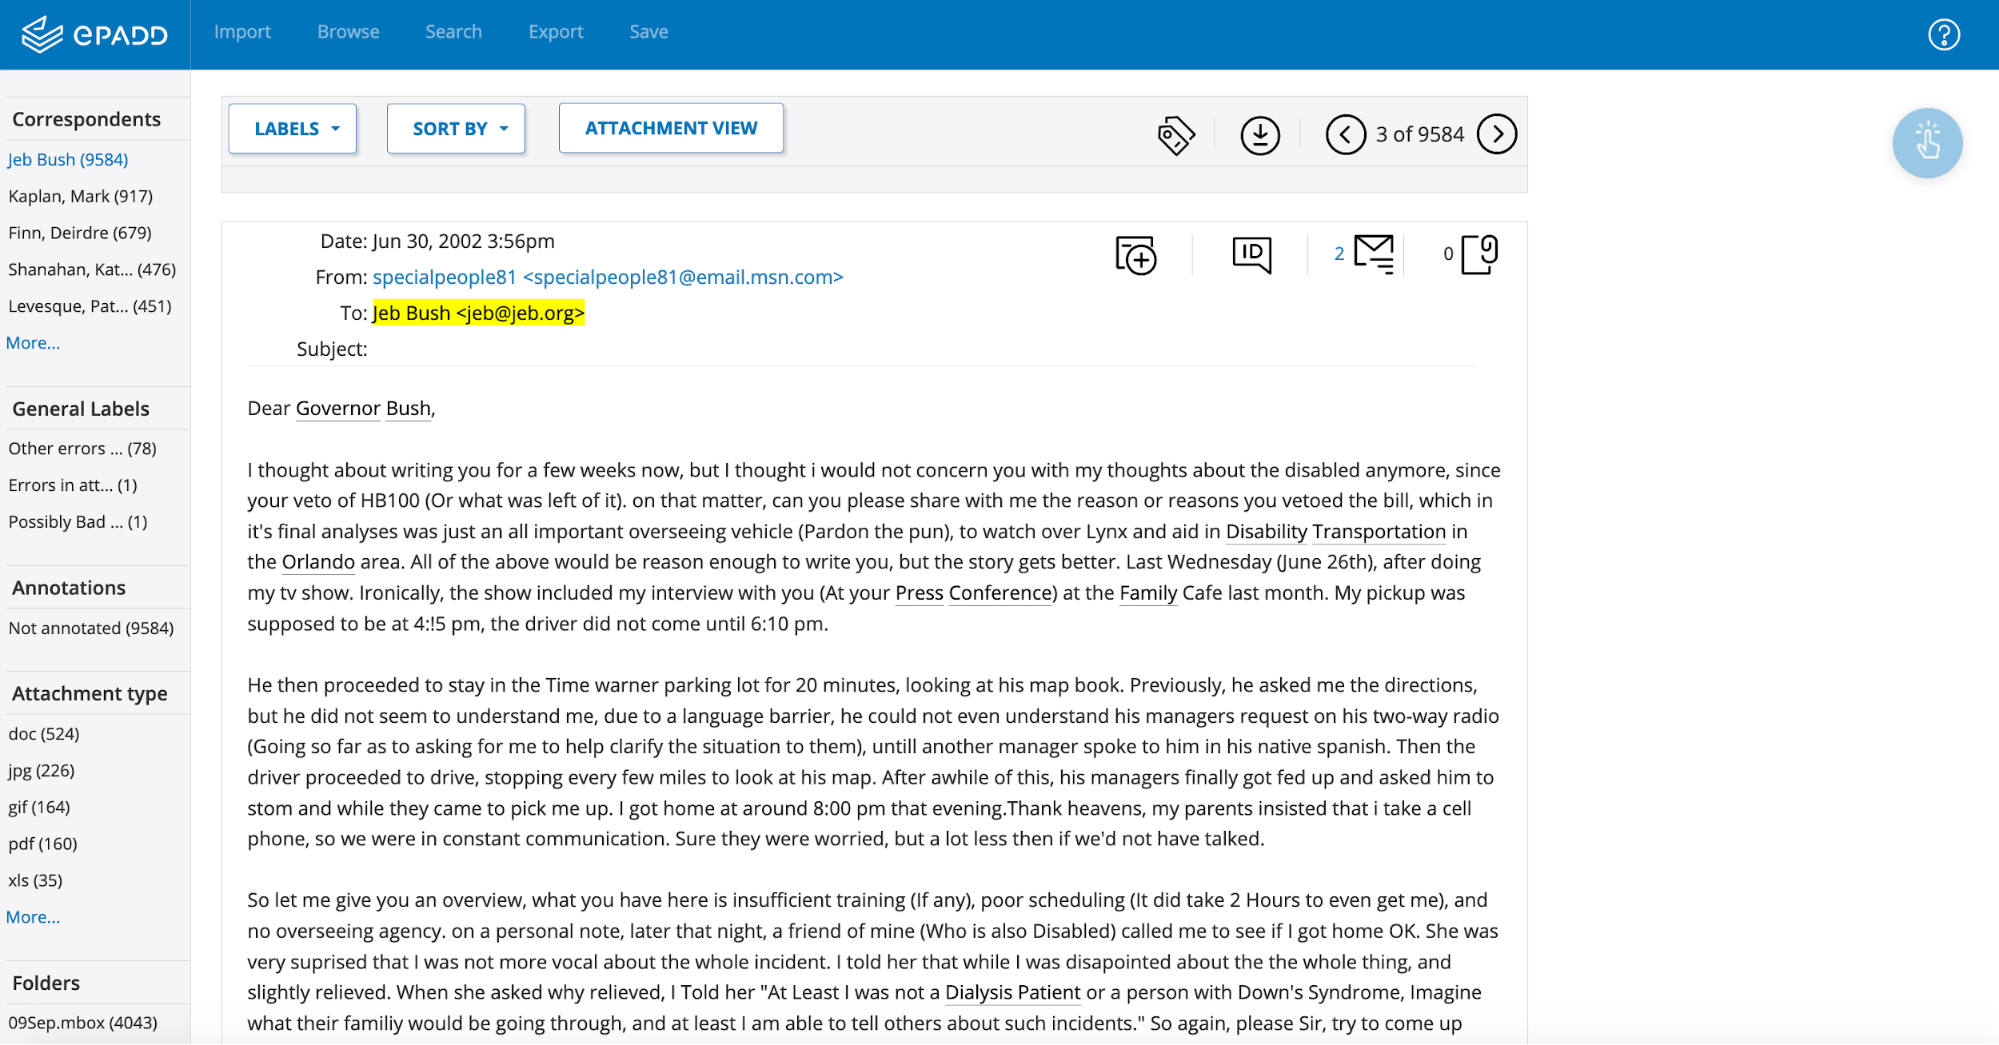 ePADD
Import Browse Search Export Save
?
Correspondents
Jeb Bush (9584)
Kaplan, Mark (917)
Finn, Deirdre (679)
Shanahan, Kat... (476)
Levesque, Pat... (451)
More...
General Labels
Other errors ... (78)
Errors in att... (1)
Possibly Bad ... (1)
Annotations
Not annotated (9584)
Attachment type
doc (524)
jpg (226)
gif (164)
pdf (160)
xls (35)
More...
Folders
09Sep.mbox (4043)
LABELS SORT BY ATTACHMENT VIEW 3 of 9584
Date: Jun 30, 2002 3:56pm
From: specialpeople81 <specialpeople81@email.msn.com>
To: Jeb Bush <jeb@jeb.org>
Subject:
ID 2 0
Dear Governor Bush,
I thought about writing you for a few weeks now, but I thought i would not concern you with my thoughts about the disabled anymore, since
your veto of HB100 (Or what was left of it). on that matter, can you please share with me the reason or reasons you vetoed the bill, which in
it's final analyses was just an all important overseeing vehicle (Pardon the pun), to watch over Lynx and aid in Disability Transportation in
the Orlando area. All of the above would be reason enough to write you, but the story gets better. Last Wednesday (June 26th), after doing
my tv show. Ironically, the show included my interview with you (At your Press Conference) at the Family Cafe last month. My pickup was
supposed to be at 4:!5 pm, the driver did not come until 6:10 pm.
He then proceeded to stay in the Time warner parking lot for 20 minutes, looking at his map book. Previously, he asked me the directions,
but he did not seem to understand me, due to a language barrier, he could not even understand his managers request on his two-way radio
(Going so far as to asking for me to help clarify the situation to them), untill another manager spoke to him in his native spanish. Then the
driver proceeded to drive, stopping every few miles to look at his map. After awhile of this, his managers finally got fed up and asked him to
stom and while they came to pick me up. I got home at around 8:00 pm that evening.Thank heavens, my parents insisted that i take a cell
phone, so we were in constant communication. Sure they were worried, but a lot less then if we'd not have talked.
So let me give you an overview, what you have here is insufficient training (If any), poor scheduling (It did take 2 Hours to even get me), and
no overseeing agency. on a personal note, later that night, a friend of mine (Who is also Disabled) called me to see if I got home OK. She was
very suprised that I was not more vocal about the whole incident. I told her that while I was disapointed about the the whole thing, and
slightly relieved. When she asked why relieved, I Told her "At Least I was not a Dialysis Patient or a person with Down's Syndrome, Imagine
what their familiy would be going through, and at least I am able to tell others about such incidents." So again, please Sir, try to come up